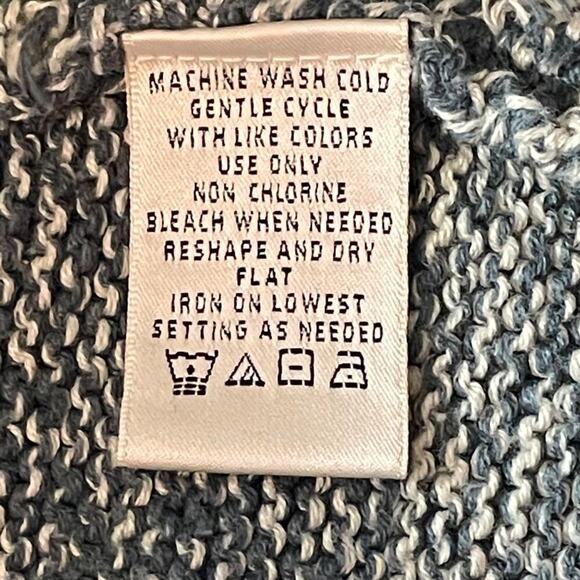 MACHINE WASH COLD
GENTLE CYCLE
WITH LIKE COLORS
USE ONLY
NON CHLORINE
BLEACH WHEN NEEDED
RESHAPE AND DRY
FLAT
IRON ON LOWEST
SETTING AS NEEDED